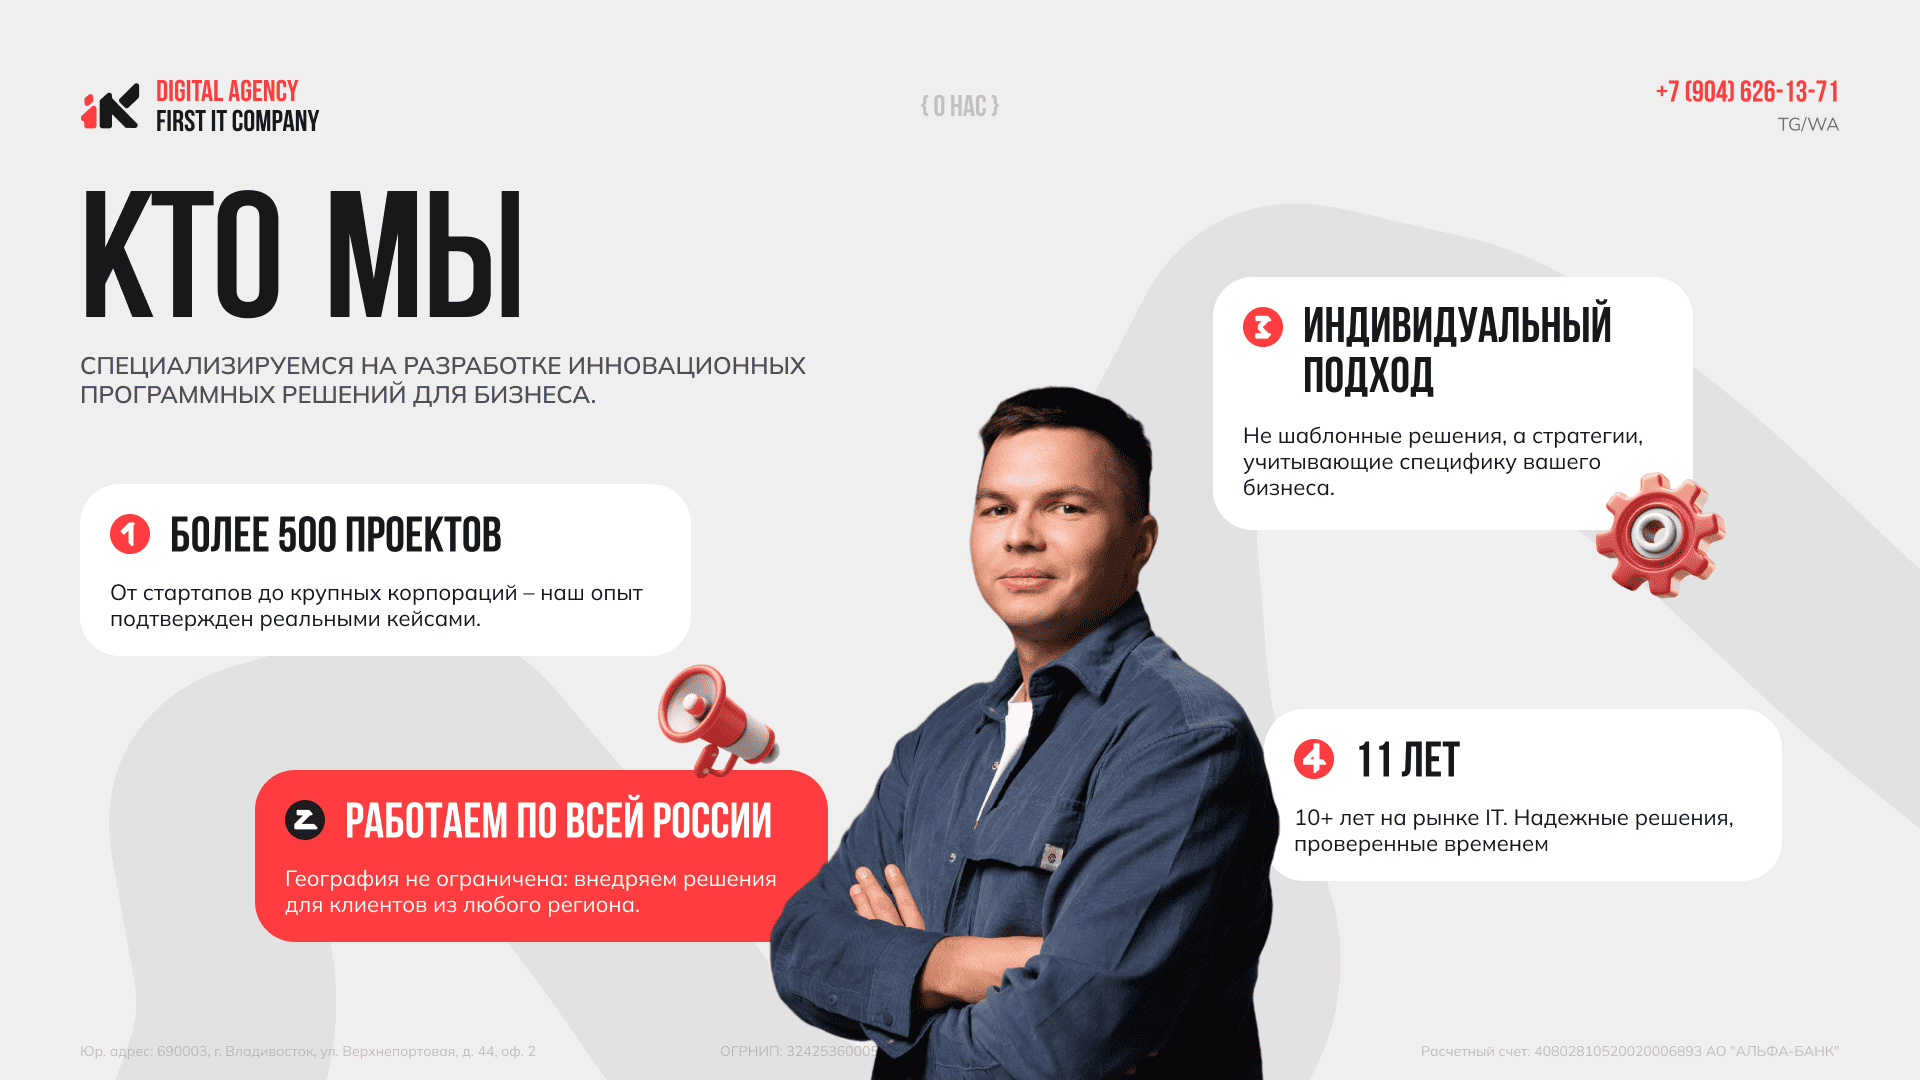 iK
DIGITAL AGENCY
FIRST IT COMPANY
{ О НАС }
+7 (904) 626-13-71
TG/WA
КТО МЫ
СПЕЦИАЛИЗИРУЕМСЯ НА РАЗРАБОТКЕ ИННОВАЦИОННЫХ
ПРОГРАММНЫХ РЕШЕНИЙ ДЛЯ БИЗНЕСА.
1 БОЛЕЕ 500 ПРОЕКТОВ
От стартапов до крупных корпораций – наш опыт
подтвержден реальными кейсами.
2 РАБОТАЕМ ПО ВСЕЙ РОССИИ
География не ограничена: внедряем решения
для клиентов из любого региона.
3 ИНДИВИДУАЛЬНЫЙ
ПОДХОД
Не шаблонные решения, а стратегии,
учитывающие специфику вашего
бизнеса.
4 11 ЛЕТ
10+ лет на рынке IT. Надежные решения,
проверенные временем
Юр. адрес: 690003, г. Владивосток, ул. Верхнепортовая, д. 44, оф. 2
ОГРНИП: 32425360005
Расчетный счет: 40802810520020006893 АО "АЛЬФА-БАНК"